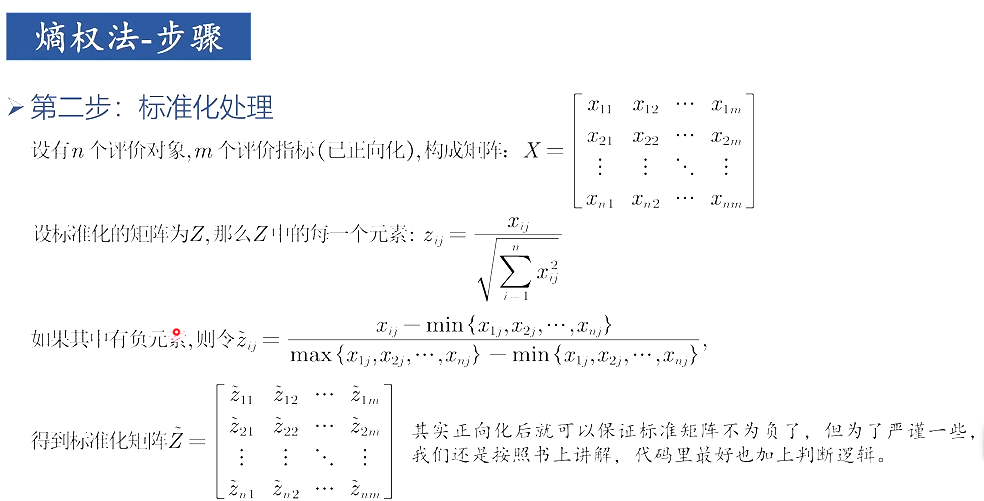 熵权法-步骤
➢ 第二步：标准化处理
设有n个评价对象,m个评价指标(已正向化),构成矩阵：X = \begin{bmatrix} x_{11} & x_{12} & \cdots & x_{1m} \\ x_{21} & x_{22} & \cdots & x_{2m} \\ \vdots & \vdots & \ddots & \vdots \\ x_{n1} & x_{n2} & \cdots & x_{nm} \end{bmatrix}
设标准化的矩阵为Z,那么Z中的每一个元素: z_{ij} = \frac{x_{ij}}{\sqrt{\sum_{i=1}^{n} x_{ij}^2}}
如果其中有负元素,则令\tilde{z}_{ij} = \frac{x_{ij} - \min\{x_{1j},x_{2j},\cdots,x_{nj}\}}{\max\{x_{1j},x_{2j},\cdots,x_{nj}\} - \min\{x_{1j},x_{2j},\cdots,x_{nj}\}},
得到标准化矩阵\tilde{Z} = \begin{bmatrix} \tilde{z}_{11} & \tilde{z}_{12} & \cdots & \tilde{z}_{1m} \\ \tilde{z}_{21} & \tilde{z}_{22} & \cdots & \tilde{z}_{2m} \\ \vdots & \vdots & \ddots & \vdots \\ \tilde{z}_{n1} & \tilde{z}_{n2} & \cdots & \tilde{z}_{nm} \end{bmatrix}
其实正向化后就可以保证标准矩阵不为负了，但为了严谨一些，
我们还是按照书上讲解，代码里最好也加上判断逻辑。